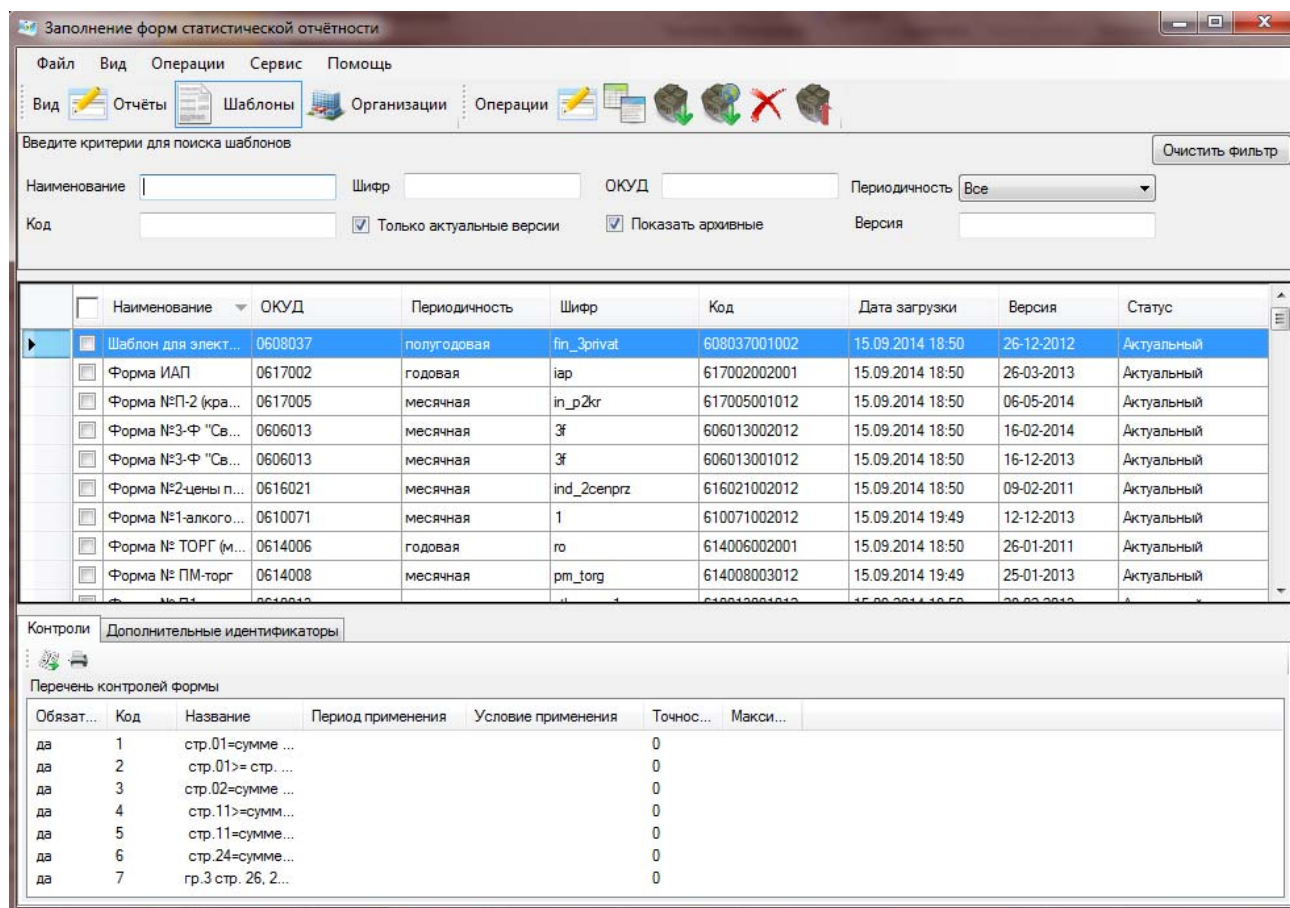 Заполнение форм статистической отчётности
Файл Вид Операции Сервис Помощь
Вид Отчёты Шаблоны Организации Операции
Введите критерии для поиска шаблонов
Очистить фильтр
Наименование Шифр ОКУД Периодичность Все
Код Только актуальные версии Показать архивные Версия
Наименование ОКУД Периодичность Шифр Код Дата загрузки Версия Статус
Шаблон для элект... 0608037 полугодовая fin_3privat 608037001002 15.09.2014 18:50 26-12-2012 Актуальный
Форма ИАП 0617002 годовая iap 617002002001 15.09.2014 18:50 26-03-2013 Актуальный
Форма №П-2 (кра... 0617005 месячная in_p2kr 617005001012 15.09.2014 18:50 06-05-2014 Актуальный
Форма №3-Ф "Св... 0606013 месячная 3f 606013002012 15.09.2014 18:50 16-02-2014 Актуальный
Форма №3-Ф "Св... 0606013 месячная 3f 606013001012 15.09.2014 18:50 16-12-2013 Актуальный
Форма №2-цены п... 0616021 месячная ind_2cenprz 616021002012 15.09.2014 18:50 09-02-2011 Актуальный
Форма №1-алкого... 0610071 месячная 1 610071002012 15.09.2014 19:49 12-12-2013 Актуальный
Форма № ТОРГ (м... 0614006 годовая ro 614006002001 15.09.2014 18:50 26-01-2011 Актуальный
Форма № ПМ-торг 0614008 месячная pm_torg 614008003012 15.09.2014 19:49 25-01-2013 Актуальный
Контроли Дополнительные идентификаторы
Перечень контролей формы
Обязат... Код Название Период применения Условие применения Точнос... Макси...
да 1 стр.01=сумме ... 0
да 2 стр.01>= стр. ... 0
да 3 стр.02=сумме ... 0
да 4 стр.11>=сумм... 0
да 5 стр.11=сумме... 0
да 6 стр.24=сумме... 0
да 7 гр.3 стр. 26, 2... 0